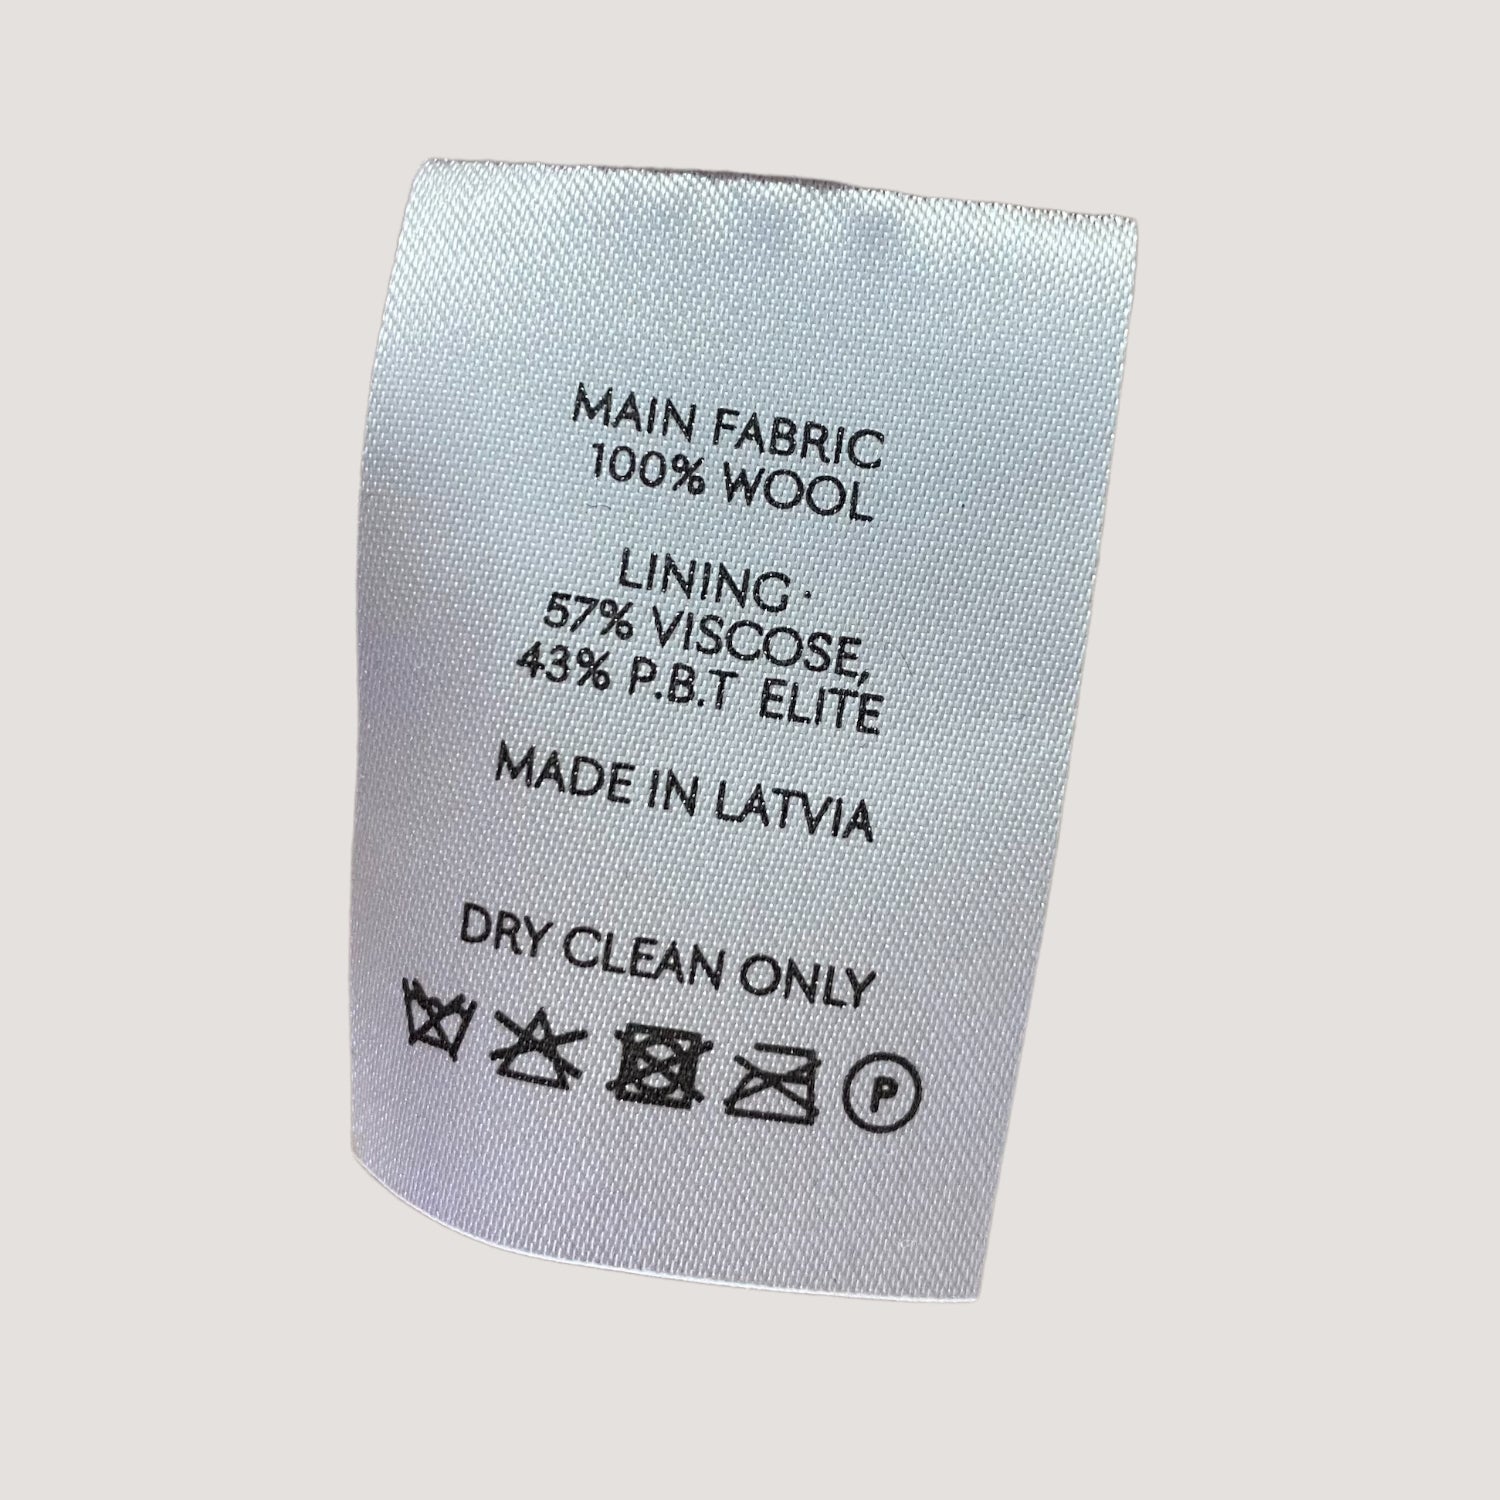 MAIN FABRIC
100% WOOL
LINING·
57% VISCOSE,
43% P.B.T ELITE
MADE IN LATVIA
DRY CLEAN ONLY
P